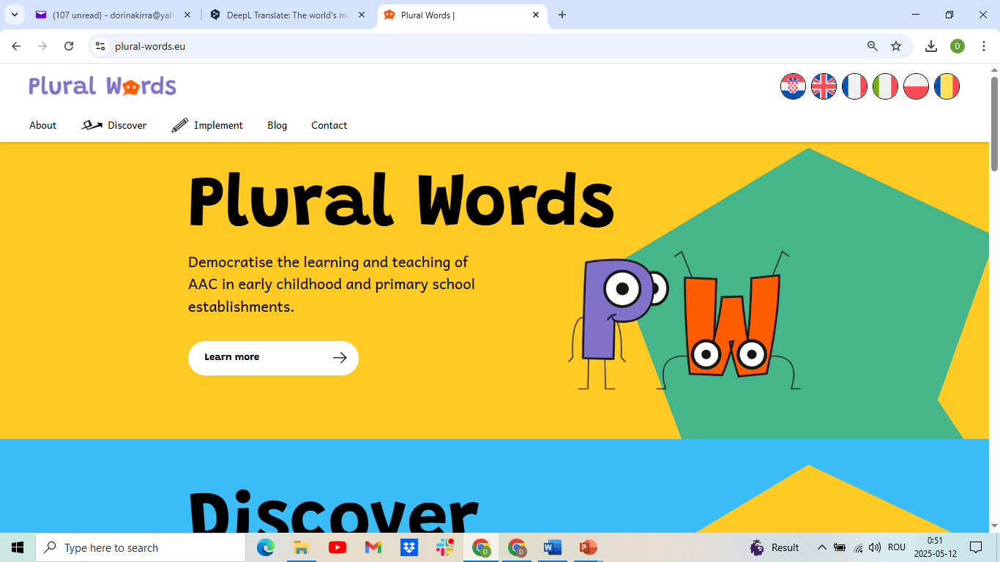 (107 unread) - dorinakirra@yah
DeepL Translate: The world's mo
Plural Words |
plural-words.eu
D
Plural Words
About
Discover
Implement
Blog
Contact
Plural Words
Democratise the learning and teaching of
AAC in early childhood and primary school
establishments.
Learn more
PW
Discover
Type here to search
Result
ROU
0:51
2025-05-12